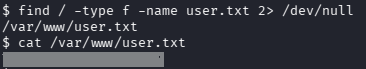 $ find / -type f -name user.txt 2> /dev/null
/var/www/user.txt
$ cat /var/www/user.txt